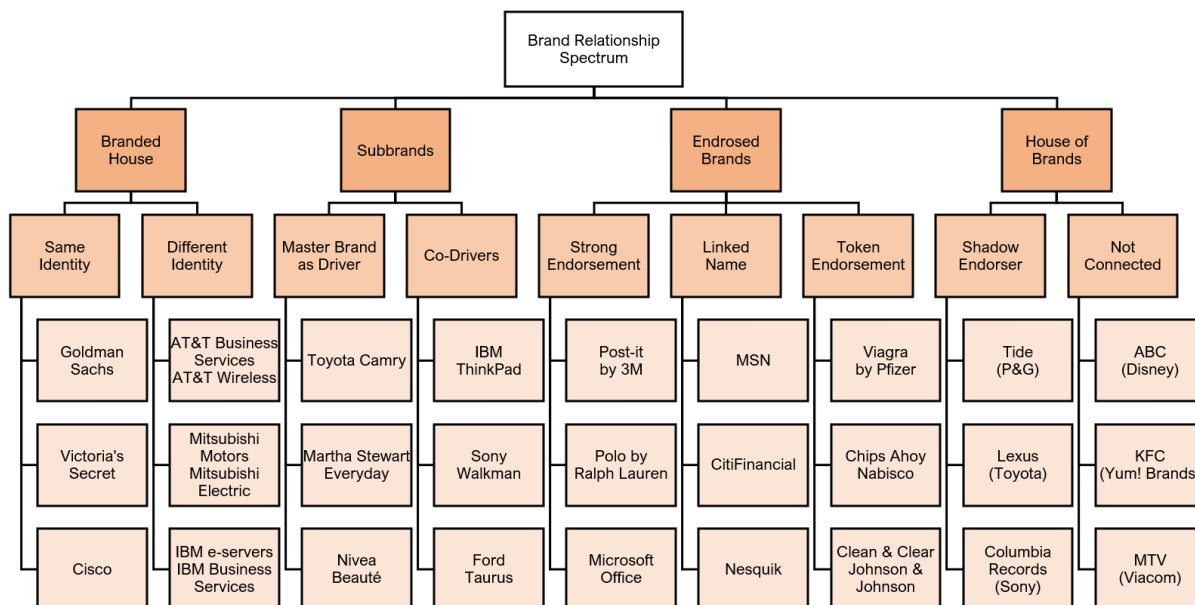 Brand Relationship
Spectrum
Branded
House
Subbrands
Endrosed
Brands
House of
Brands
Same
Identity
Different
Identity
Master Brand
as Driver
Co-Drivers
Strong
Endorsement
Linked
Name
Token
Endorsement
Shadow
Endorser
Not
Connected
Goldman
Sachs
AT&T Business
Services
AT&T Wireless
Toyota Camry
IBM
ThinkPad
Post-it
by 3M
MSN
Viagra
by Pfizer
Tide
(P&G)
ABC
(Disney)
Victoria's
Secret
Mitsubishi
Motors
Mitsubishi
Electric
Martha Stewart
Everyday
Sony
Walkman
Polo by
Ralph Lauren
CitiFinancial
Chips Ahoy
Nabisco
Lexus
(Toyota)
KFC
(Yum! Brands
Cisco
IBM e-servers
IBM Business
Services
Nivea
Beauté
Ford
Taurus
Microsoft
Office
Nesquik
Clean & Clear
Johnson &
Johnson
Columbia
Records
(Sony)
MTV
(Viacom)